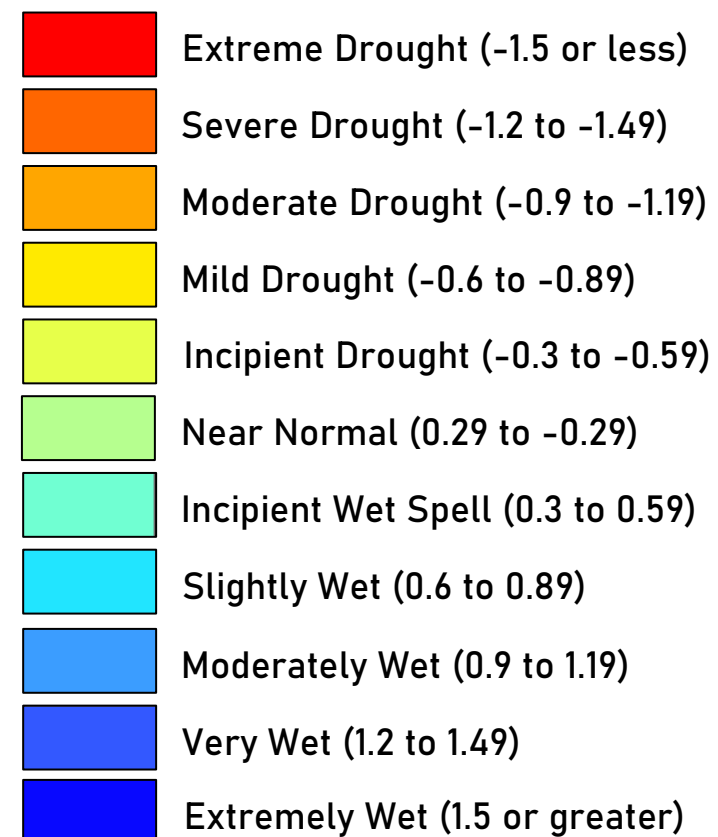 Extreme Drought (-1.5 or less)
Severe Drought (-1.2 to -1.49)
Moderate Drought (-0.9 to -1.19)
Mild Drought (-0.6 to -0.89)
Incipient Drought (-0.3 to -0.59)
Near Normal (0.29 to -0.29)
Incipient Wet Spell (0.3 to 0.59)
Slightly Wet (0.6 to 0.89)
Moderately Wet (0.9 to 1.19)
Very Wet (1.2 to 1.49)
Extremely Wet (1.5 or greater)